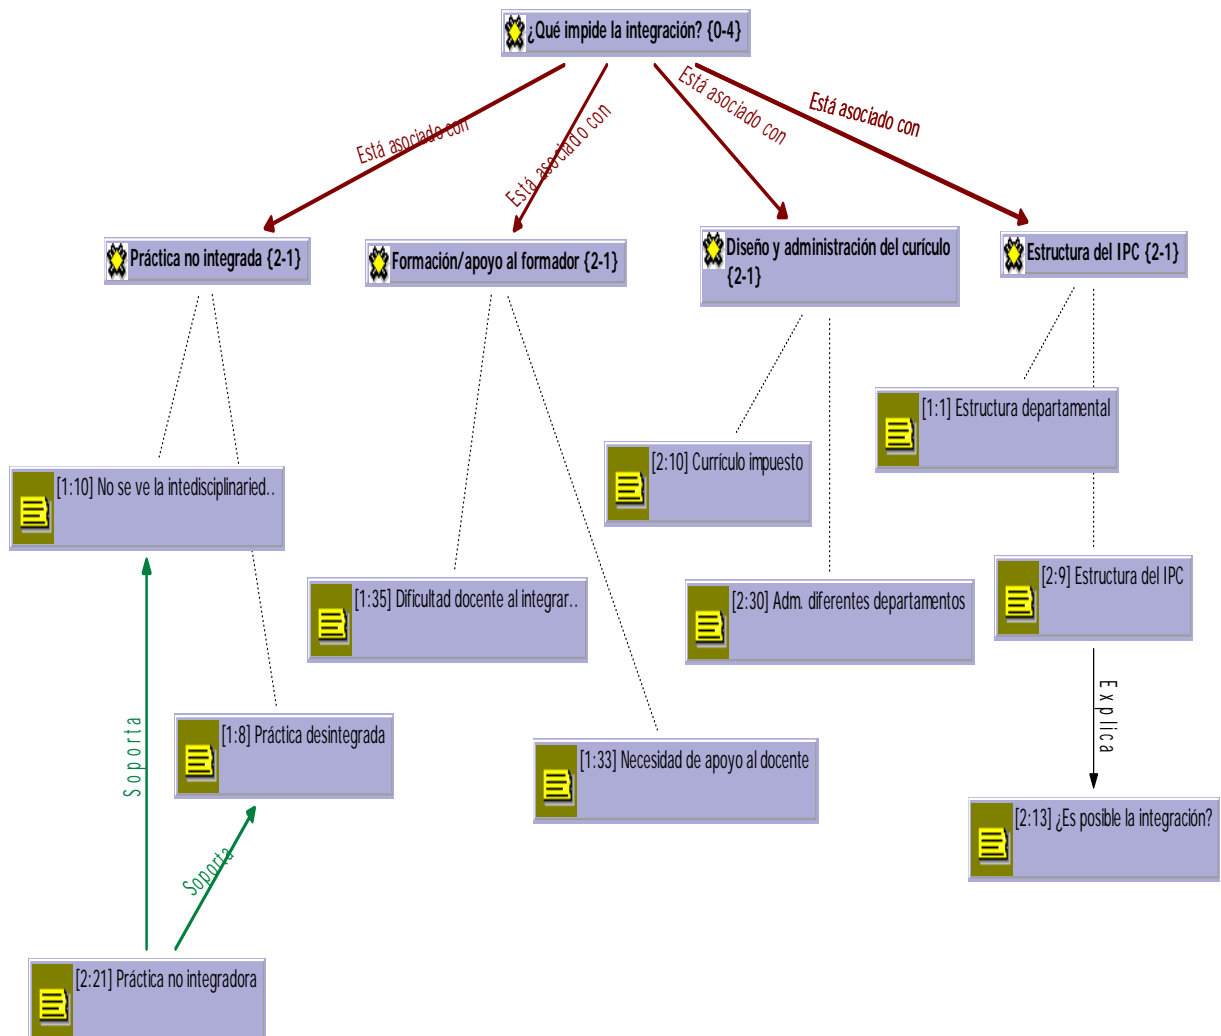 ¿Qué impide la integración? {0-4}
Está asociado con
Está asociado con
Está asociado con
Está asociado con
Práctica no integrada {2-1}
Formación/apoyo al formador {2-1}
Diseño y administración del curículo
{2-1}
Estructura del IPC {2-1}
[1:1] Estructura departamental
[2:10] Currículo impuesto
[1:10] No se ve la intedisciplinaried..
[2:9] Estructura del IPC
[1:35] Dificultad docente al integrar..
[2:30] Adm. diferentes departamentos
Explica
Soporta
[1:8] Práctica desintegrada
[1:33] Necesidad de apoyo al docente
[2:13] ¿Es posible la integración?
Soporta
[2:21] Práctica no integradora